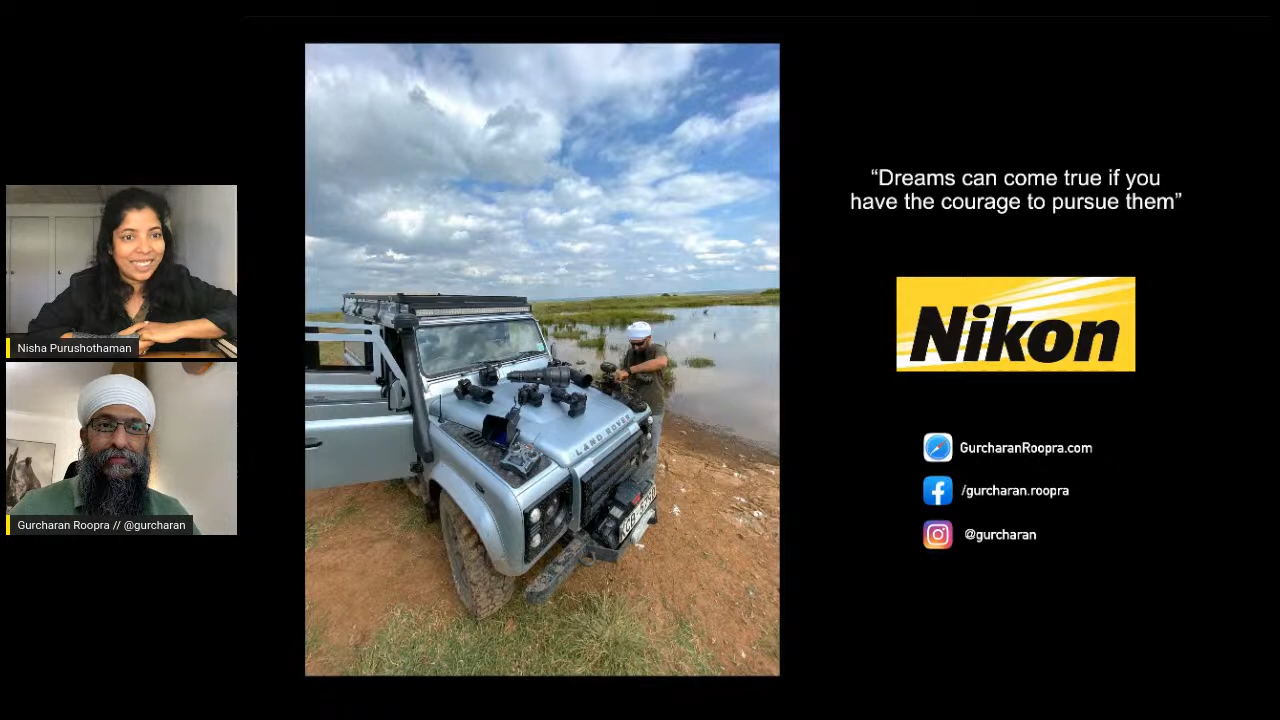 Nisha Purushothaman
Gurcharan Roopra // @gurcharan
LAND ROVER
“Dreams can come true if you
have the courage to pursue them”
Nikon
GurcharanRoopra.com
/gurcharan.roopra
@gurcharan